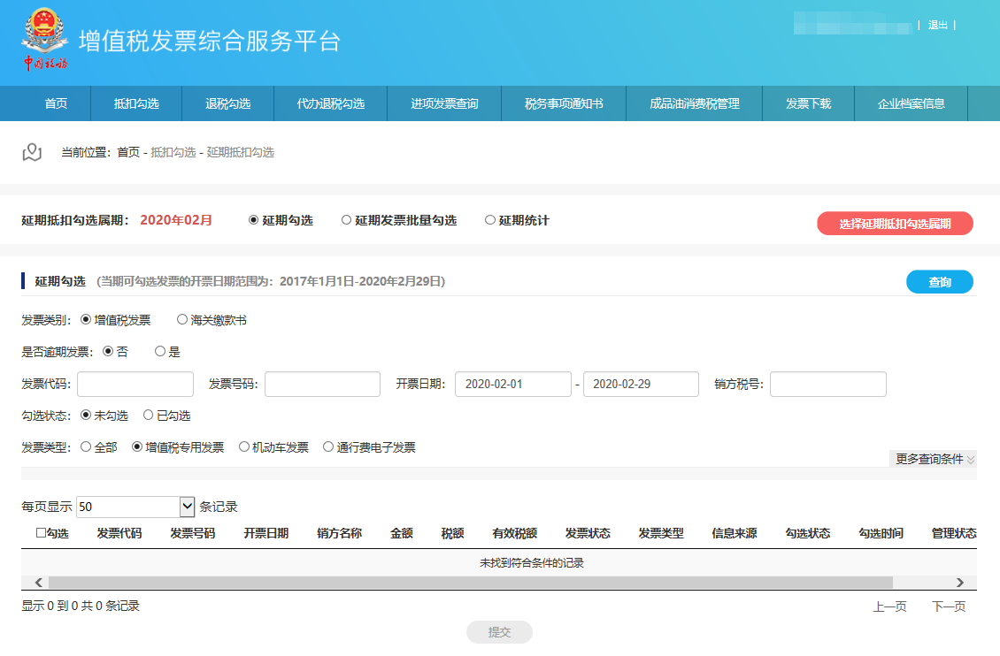 增值税发票综合服务平台
中国税务
| 退出 |
首页 抵扣勾选 退税勾选 代办退税勾选 进项发票查询 税务事项通知书 成品油消费税管理 发票下载 企业档案信息
当前位置：首页 - 抵扣勾选 - 延期抵扣勾选
延期抵扣勾选属期： 2020年02月 延期勾选 延期发票批量勾选 延期统计 选择延期抵扣勾选属期
延期勾选 (当期可勾选发票的开票日期范围为：2017年1月1日-2020年2月29日) 查询
发票类别： 增值税发票 海关缴款书
是否逾期发票： 否 是
发票代码： 发票号码： 开票日期： 2020-02-01 - 2020-02-29 销方税号：
勾选状态： 未勾选 已勾选
发票类型： 全部 增值税专用发票 机动车发票 通行费电子发票
更多查询条件
每页显示 50 条记录
勾选 发票代码 发票号码 开票日期 销方名称 金额 税额 有效税额 发票状态 发票类型 信息来源 勾选状态 勾选时间 管理状态
未找到符合条件的记录
显示 0 到 0 共 0 条记录 上一页 下一页
提交